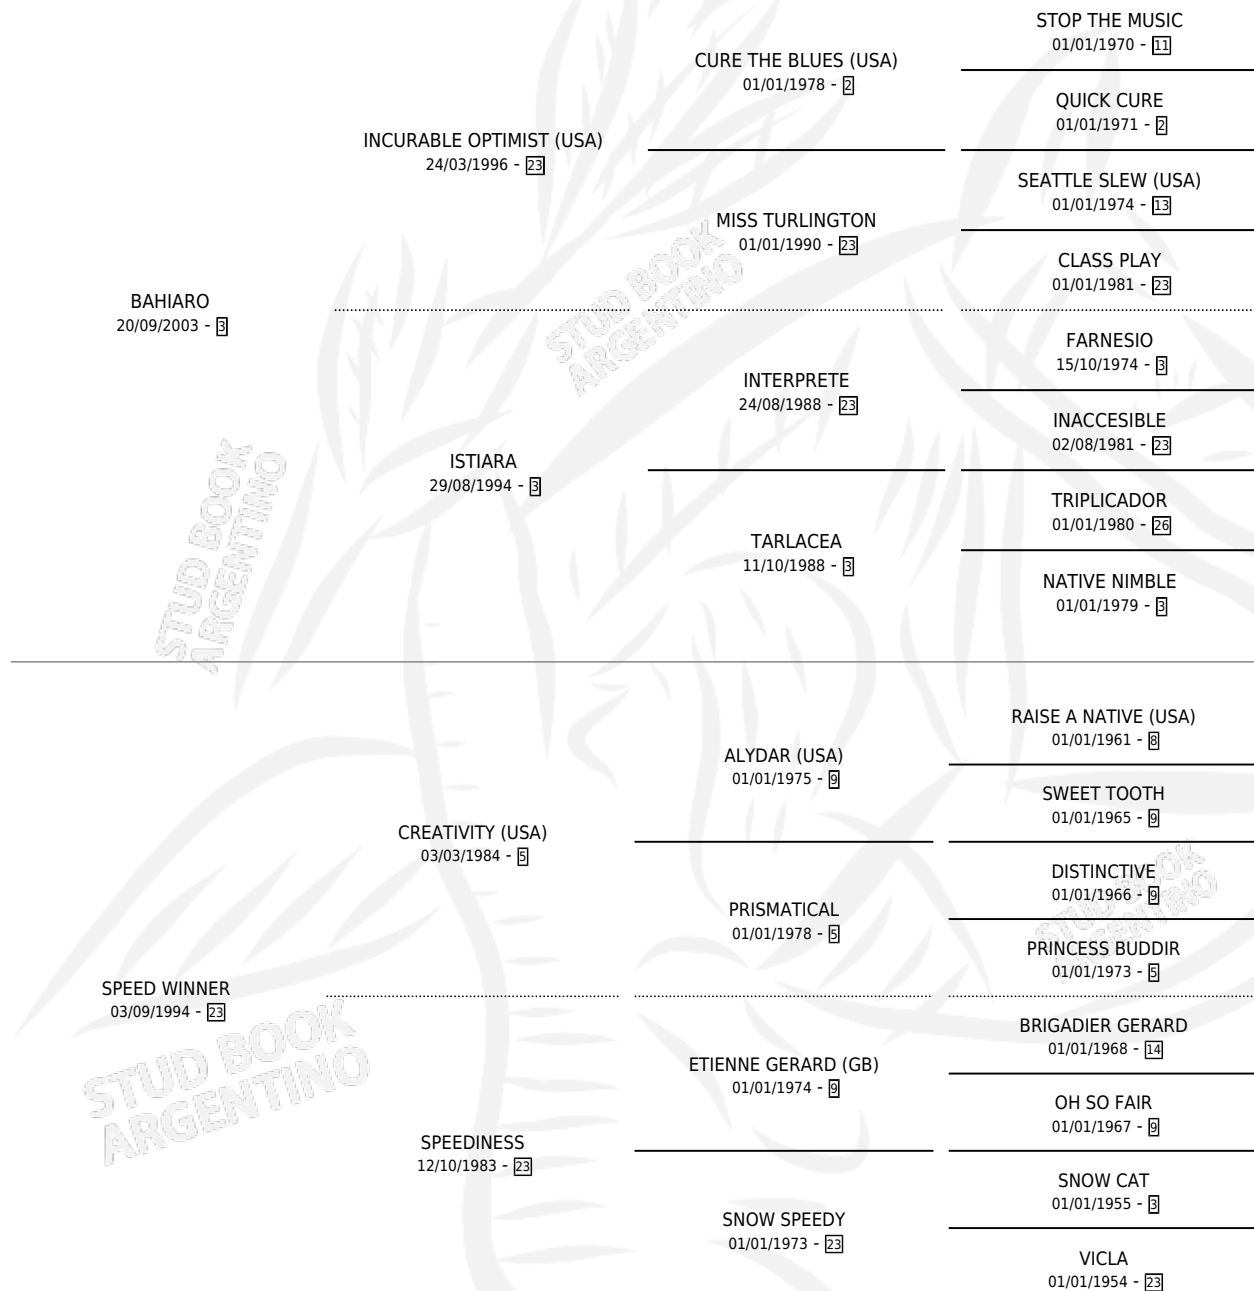 STOP THE MUSIC
01/01/1970 - 11
CURE THE BLUES (USA)
01/01/1978 - 2
QUICK CURE
01/01/1971 - 2
INCURABLE OPTIMIST (USA)
24/03/1996 - 23
SEATTLE SLEW (USA)
01/01/1974 - 13
MISS TURLINGTON
01/01/1990 - 23
CLASS PLAY
01/01/1981 - 23
BAHIARO
20/09/2003 - 3
FARNESIO
15/10/1974 - 3
INTERPRETE
24/08/1988 - 23
INACCESIBLE
02/08/1981 - 23
ISTIARA
29/08/1994 - 3
TRIPLICADOR
01/01/1980 - 26
TARLACEA
11/10/1988 - 3
NATIVE NIMBLE
01/01/1979 - 3
RAISE A NATIVE (USA)
01/01/1961 - 8
ALYDAR (USA)
01/01/1975 - 9
SWEET TOOTH
01/01/1965 - 9
CREATIVITY (USA)
03/03/1984 - 5
DISTINCTIVE
01/01/1966 - 9
PRISMATICAL
01/01/1978 - 5
PRINCESS BUDDIR
01/01/1973 - 5
SPEED WINNER
03/09/1994 - 23
BRIGADIER GERARD
01/01/1968 - 14
ETIENNE GERARD (GB)
01/01/1974 - 9
OH SO FAIR
01/01/1967 - 9
SPEEDINESS
12/10/1983 - 23
SNOW CAT
01/01/1955 - 3
SNOW SPEEDY
01/01/1973 - 23
VICLA
01/01/1954 - 23
STUD BOOK
ARGENTINO
STUD BOOK
ARGENTINO
STUD BOOK
ARGENTINO
STUD BOOK
ARGENTINO